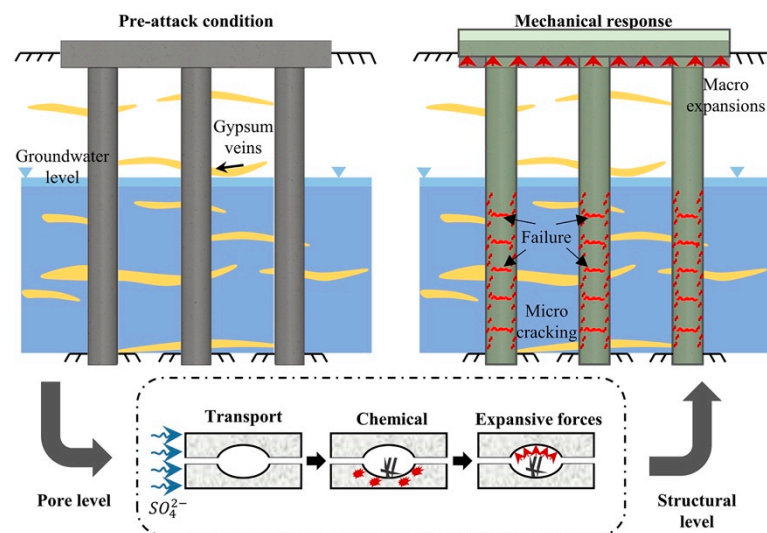 Pre-attack condition
Mechanical response
Macro
expansions
Gypsum
veins
Groundwater
level
Failure
Micro
cracking
Transport
Chemical
Expansive forces
Pore level
SO₄²⁻
Structural
level